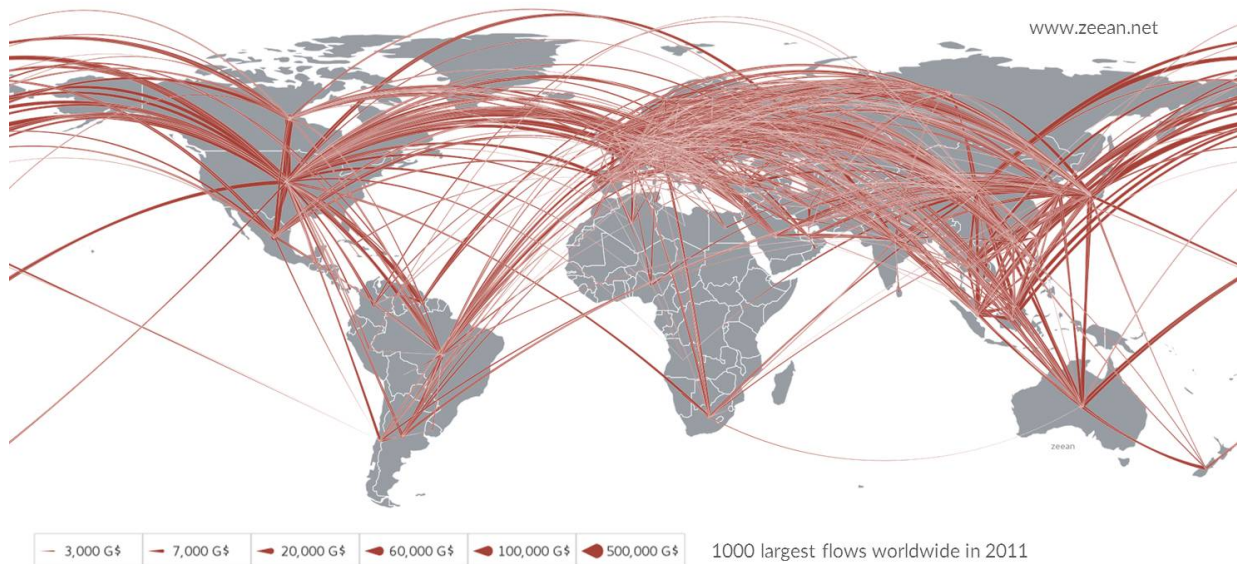 www.zeean.net
zeean
3,000 G$
7,000 G$
20,000 G$
60,000 G$
100,000 G$
500,000 G$
1000 largest flows worldwide in 2011